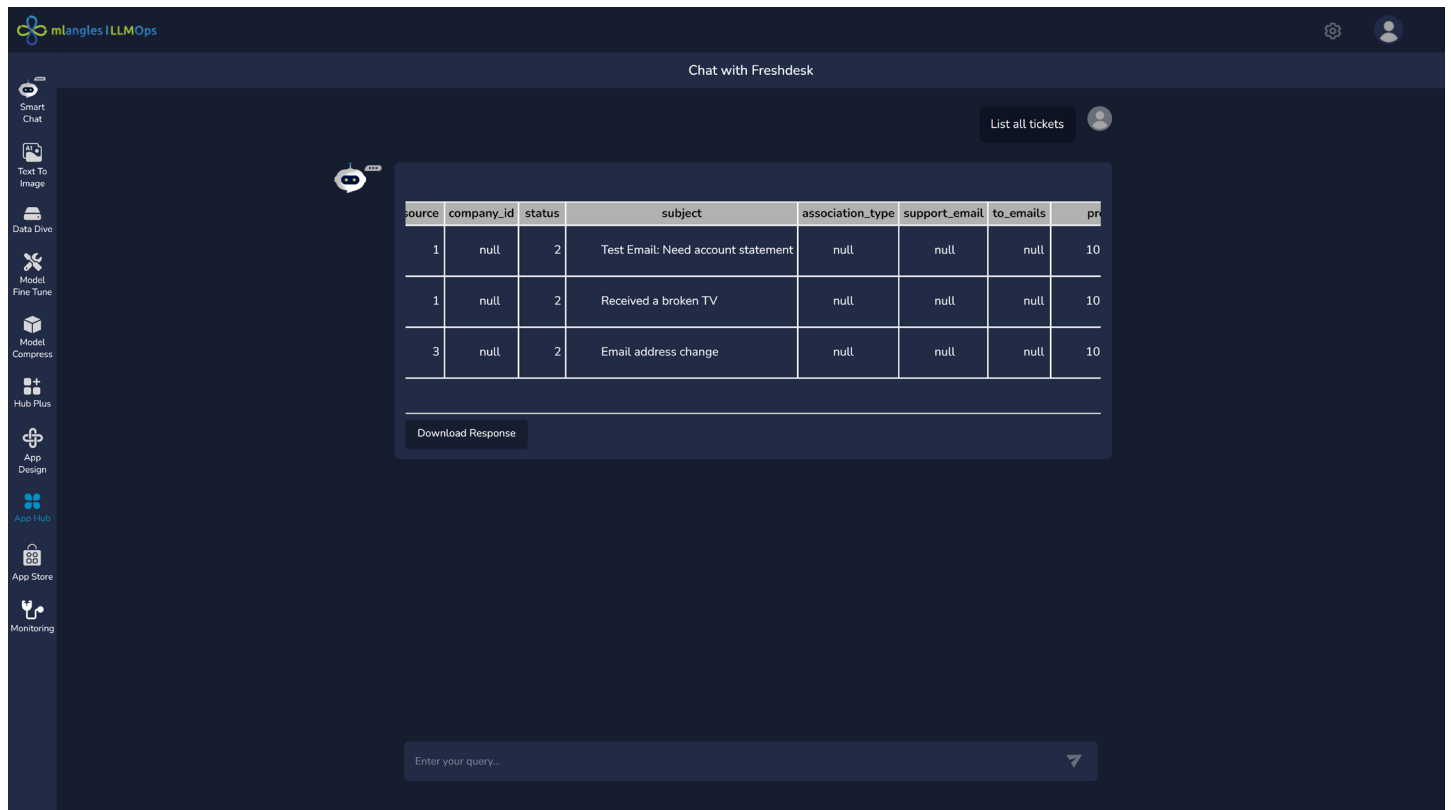 mlangles | LLMOps
Chat with Freshdesk
Smart
Chat
Text To
Image
Data Dive
Model
Fine Tune
Model
Compress
Hub Plus
App
Design
App Hub
App Store
Monitoring
List all tickets
source company_id status subject association_type support_email to_emails pro
1 null 2 Test Email: Need account statement null null null 10
1 null 2 Received a broken TV null null null 10
3 null 2 Email address change null null null 10
Download Response
Enter your query...